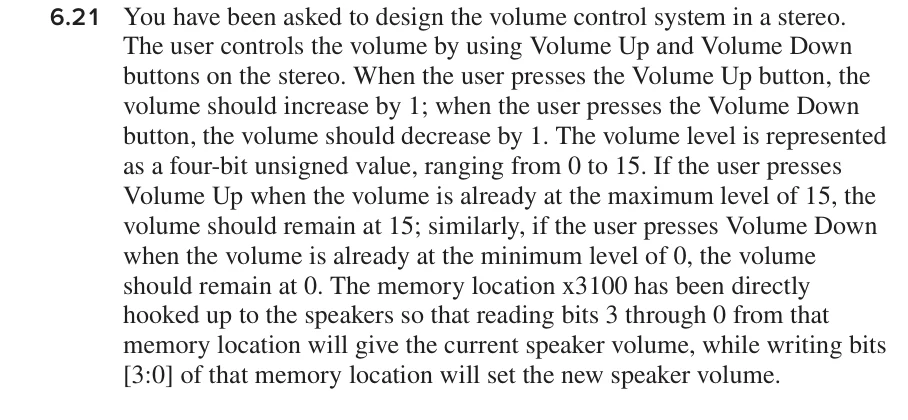 6.21 You have been asked to design the volume control system in a stereo.
The user controls the volume by using Volume Up and Volume Down
buttons on the stereo. When the user presses the Volume Up button, the
volume should increase by 1; when the user presses the Volume Down
button, the volume should decrease by 1. The volume level is represented
as a four-bit unsigned value, ranging from 0 to 15. If the user presses
Volume Up when the volume is already at the maximum level of 15, the
volume should remain at 15; similarly, if the user presses Volume Down
when the volume is already at the minimum level of 0, the volume
should remain at 0. The memory location x3100 has been directly
hooked up to the speakers so that reading bits 3 through 0 from that
memory location will give the current speaker volume, while writing bits
[3:0] of that memory location will set the new speaker volume.